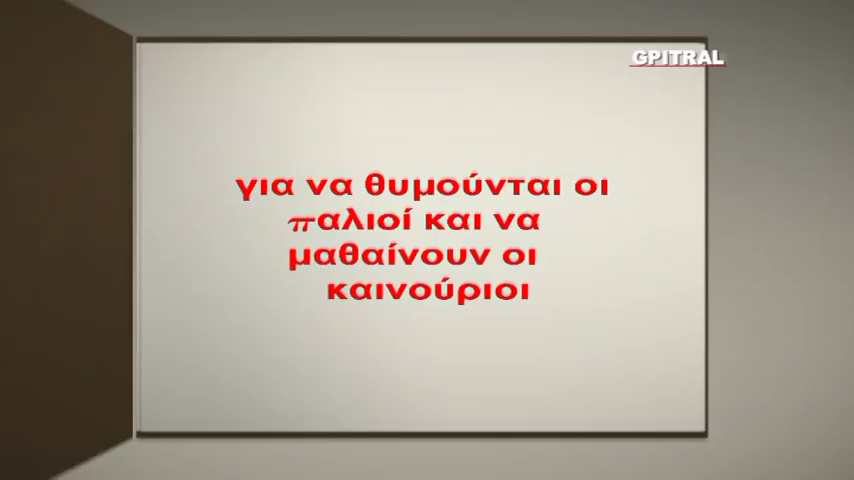 GPITRAL
για να θυμούνται οι
παλιοί και να
μαθαίνουν οι
καινούριοι